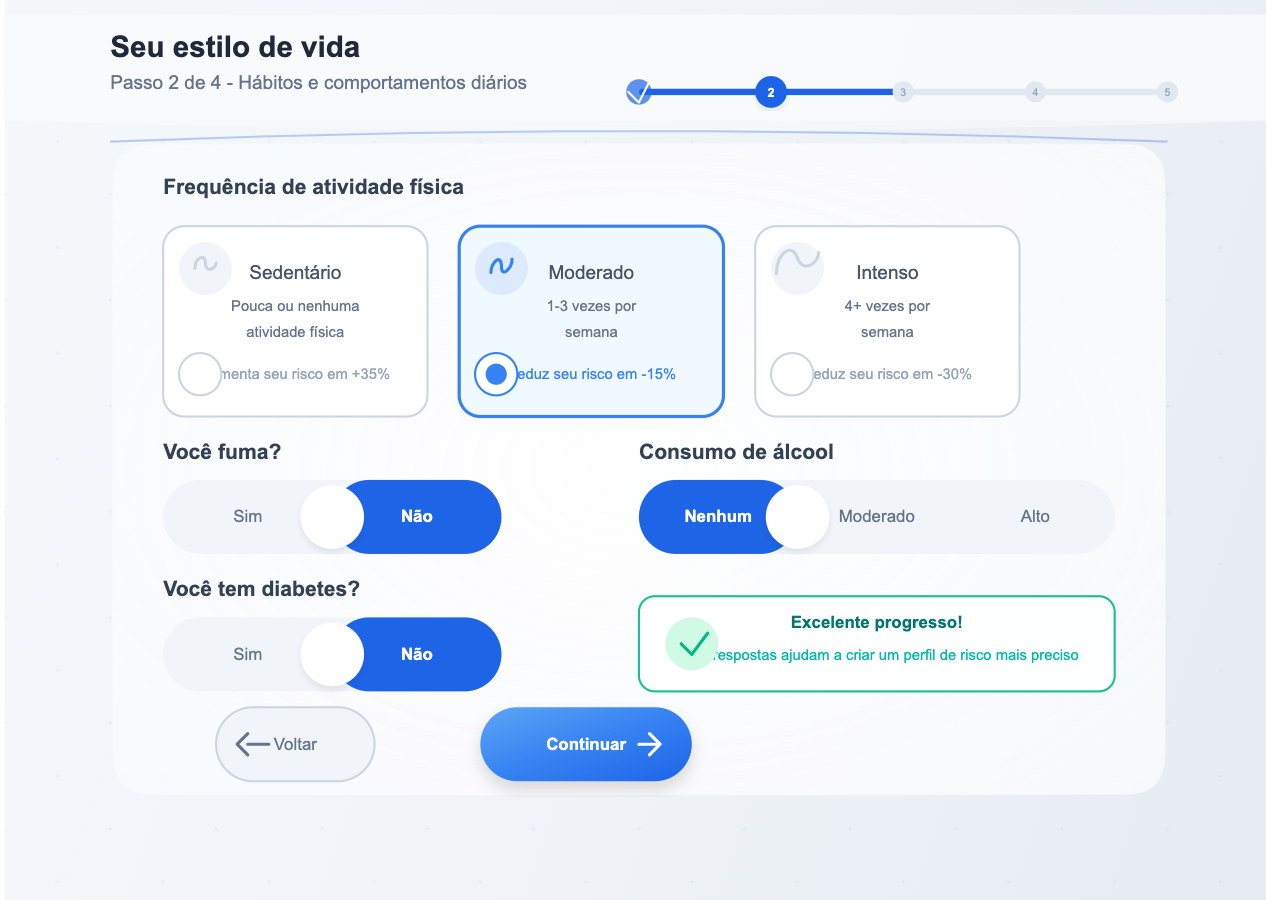 Seu estilo de vida
Passo 2 de 4 - Hábitos e comportamentos diários
2
3
4
5
Frequência de atividade física
Sedentário
Pouca ou nenhuma
atividade física
menta seu risco em +35%
Moderado
1-3 vezes por
semana
eduz seu risco em -15%
Intenso
4+ vezes por
semana
eduz seu risco em -30%
Você fuma?
Sim
Não
Consumo de álcool
Nenhum
Moderado
Alto
Você tem diabetes?
Sim
Não
Excelente progresso!
respostas ajudam a criar um perfil de risco mais preciso
Voltar
Continuar